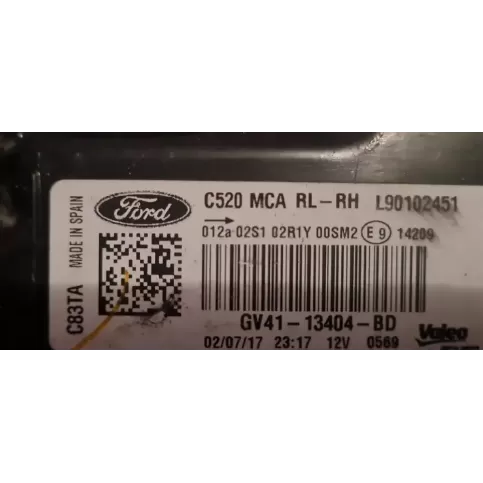 C520 MCA RL-RH L90102451
Ford
012a 02S1 02R1Y 00SM2 E9 14209
MADE IN SPAIN
C83TA
GV41-13404-BD
02/07/17 23:17 12V 0569 Valeo